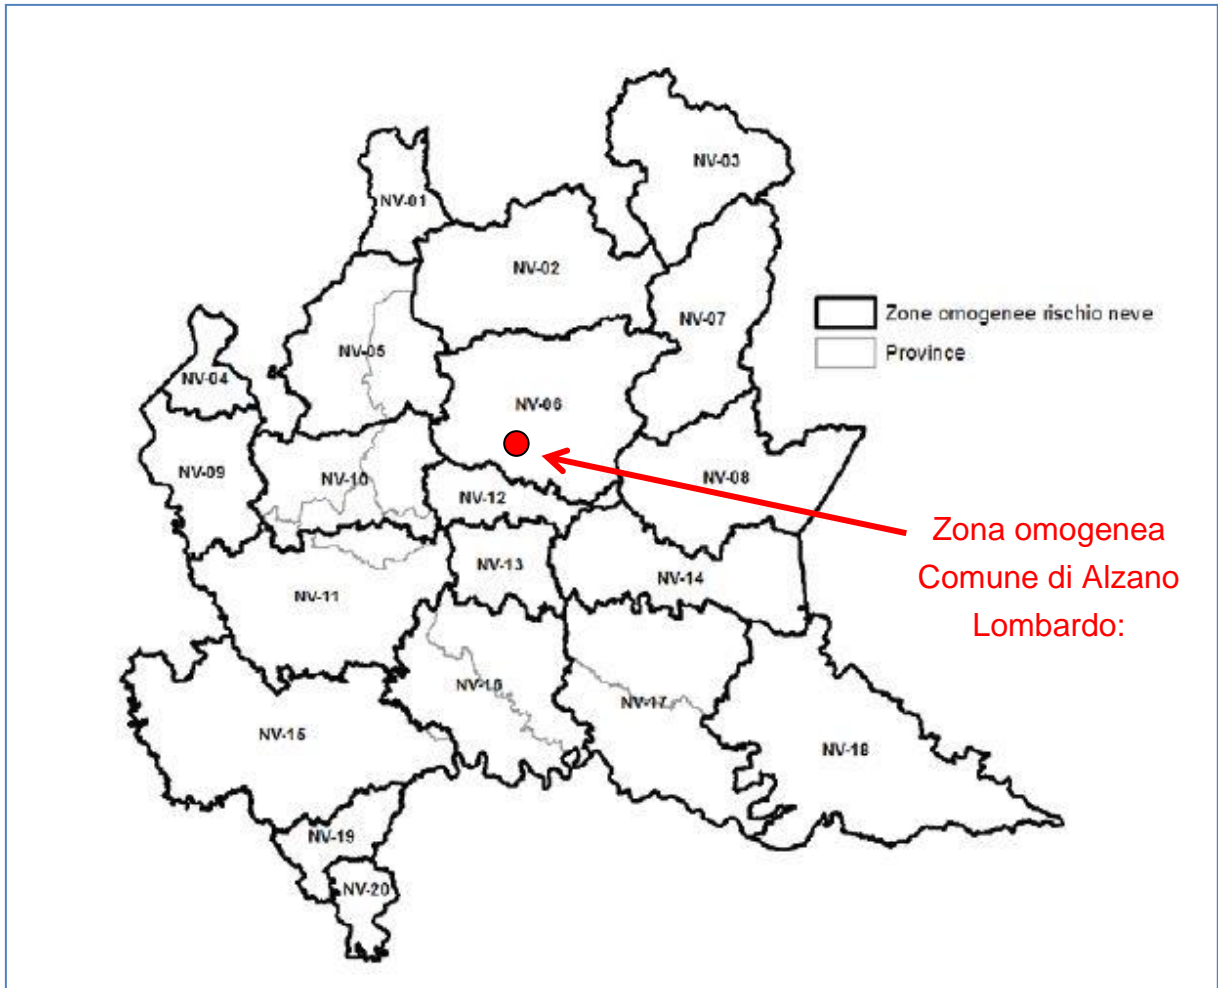 NV-03
NV-01
NV-02
NV-07
Zone omogenee rischio neve
Province
NV-05
NV-04
NV-06
NV-09
NV-10
NV-08
NV-12
Zona omogenea
Comune di Alzano
Lombardo:
NV-13
NV-14
NV-11
NV-16
NV-17
NV-15
NV-18
NV-19
NV-20